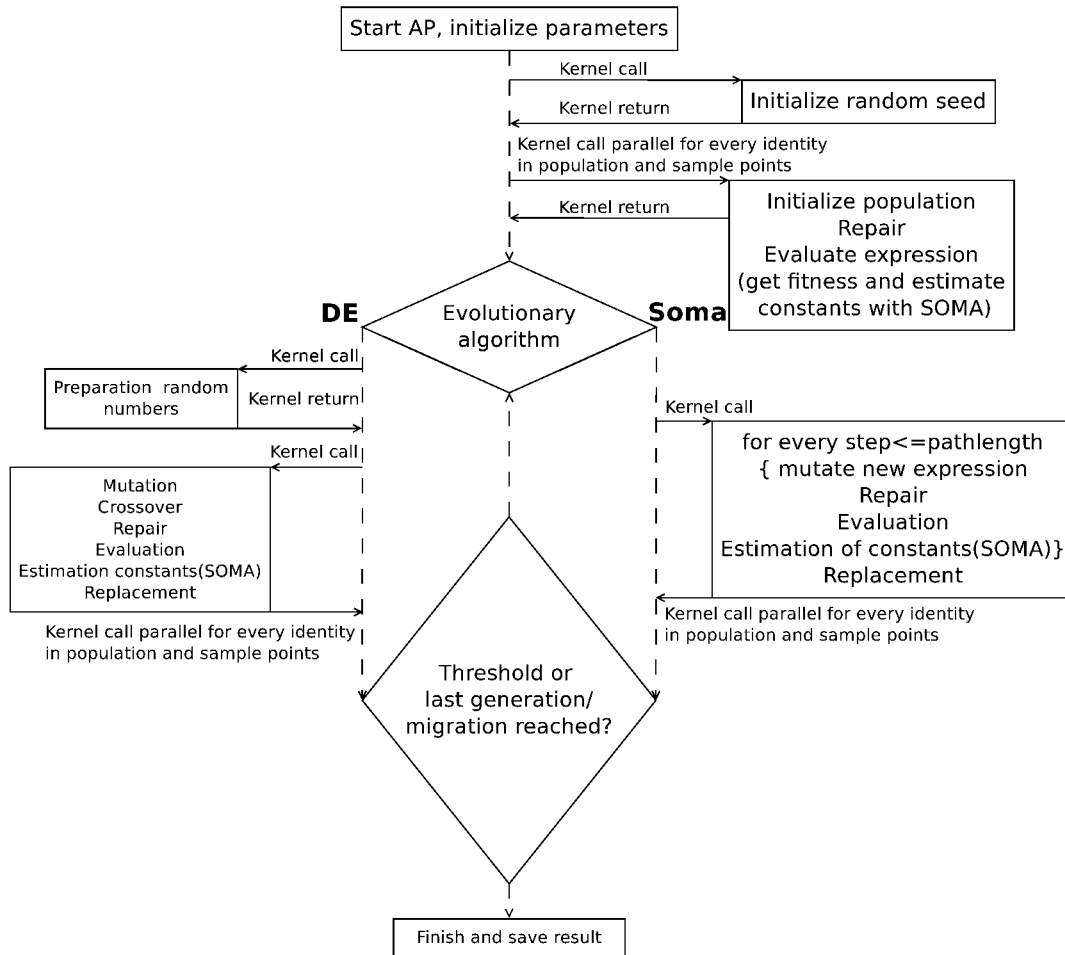 Start AP, initialize parameters
Kernel call
Initialize random seed
Kernel return
Kernel call parallel for every identity
in population and sample points
Kernel return
Initialize population
Repair
Evaluate expression
(get fitness and estimate
constants with SOMA)
DE
Evolutionary
algorithm
Soma
Kernel call
Preparation random
numbers
Kernel return
Kernel call
Mutation
Crossover
Repair
Evaluation
Estimation constants(SOMA)
Replacement
Kernel call parallel for every identity
in population and sample points
Kernel call
for every step<=pathlength
{ mutate new expression
Repair
Evaluation
Estimation of constants(SOMA)}
Replacement
Kernel call parallel for every identity
in population and sample points
Threshold or
last generation/
migration reached?
Finish and save result